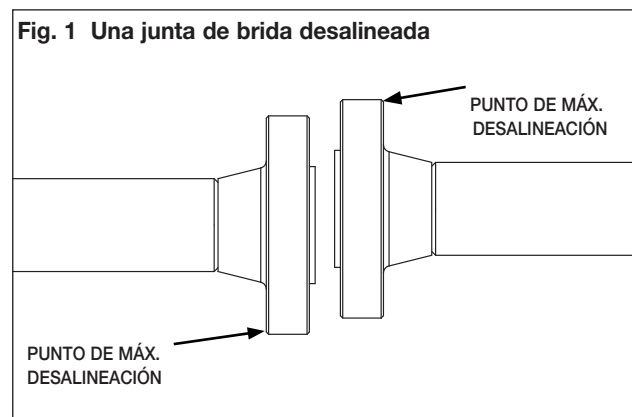 Fig. 1 Una junta de brida desalineada
PUNTO DE MÁX.
DESALINEACIÓN
PUNTO DE MÁX.
DESALINEACIÓN